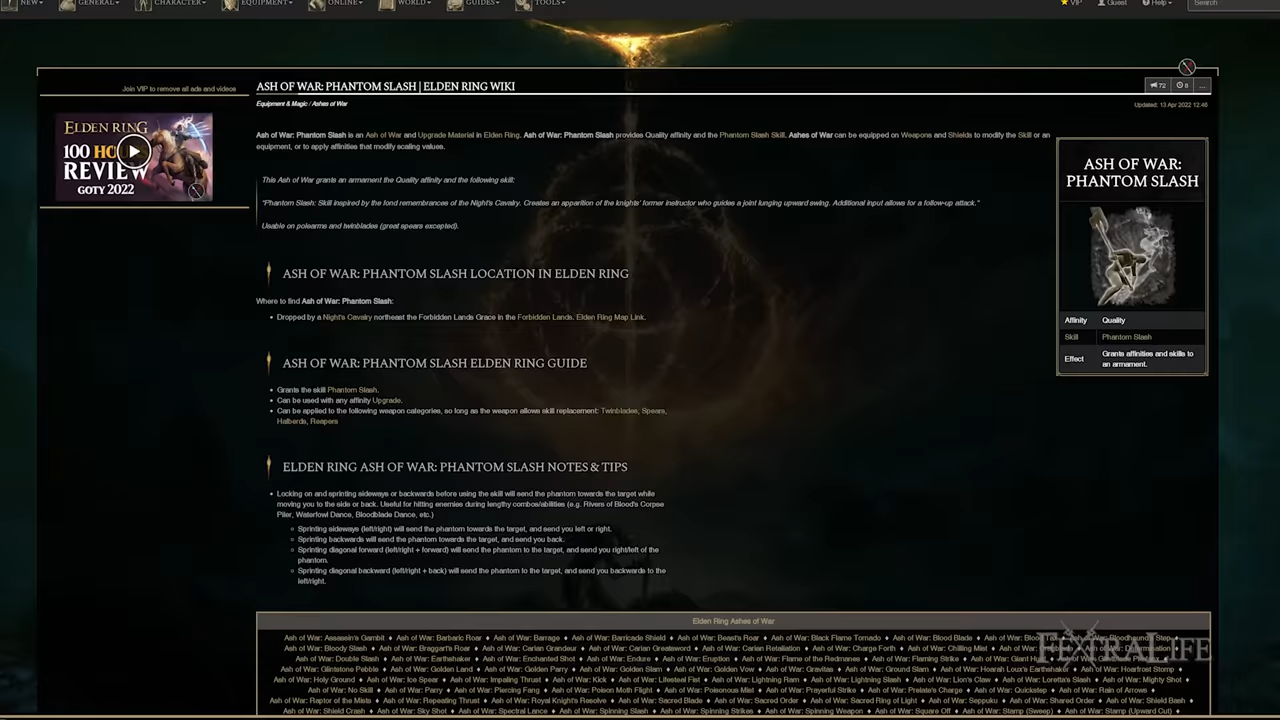 NEW
GENERAL
CHARACTER
EQUIPMENT
ONLINE
WORLD
GUIDES
TOOLS
VIP
Guest
Help
Search
Join VIP to remove all ads and videos
ELDEN RING
100 HO
REVIEW
GOTY 2022
ASH OF WAR: PHANTOM SLASH | ELDEN RING WIKI
72
8
...
Equipment & Magic / Ashes of War
Updated: 13 Apr 2022 12:46
Ash of War: Phantom Slash is an Ash of War and Upgrade Material in Elden Ring. Ash of War: Phantom Slash provides Quality affinity and the Phantom Slash Skill. Ashes of War can be equipped on Weapons and Shields to modify the Skill or an
equipment, or to apply affinities that modify scaling values.
This Ash of War grants an armament the Quality affinity and the following skill:
"Phantom Slash: Skill inspired by the fond remembrances of the Night's Cavalry. Creates an apparition of the knights' former instructor who guides a joint lunging upward swing. Additional input allows for a follow-up attack."
Usable on polearms and twinblades (great spears excepted).
ASH OF WAR:
PHANTOM SLASH
Affinity Quality
Skill Phantom Slash
Effect Grants affinities and skills to
an armament.
ASH OF WAR: PHANTOM SLASH LOCATION IN ELDEN RING
Where to find Ash of War: Phantom Slash:
• Dropped by a Night's Cavalry northeast the Forbidden Lands Grace in the Forbidden Lands. Elden Ring Map Link.
ASH OF WAR: PHANTOM SLASH ELDEN RING GUIDE
• Grants the skill Phantom Slash.
• Can be used with any affinity Upgrade.
• Can be applied to the following weapon categories, so long as the weapon allows skill replacement: Twinblades, Spears,
Halberds, Reapers
ELDEN RING ASH OF WAR: PHANTOM SLASH NOTES & TIPS
• Locking on and sprinting sideways or backwards before using the skill will send the phantom towards the target while
moving you to the side or back. Useful for hitting enemies during lengthy combos/abilities (e.g. Rivers of Blood's Corpse
Piler, Waterfowl Dance, Bloodblade Dance, etc.)
Sprinting sideways (left/right) will send the phantom towards the target, and send you left or right.
Sprinting backwards will send the phantom towards the target, and send you back.
Sprinting diagonal forward (left/right + forward) will send the phantom to the target, and send you right/left of the
phantom.
Sprinting diagonal backward (left/right + back) will send the phantom to the target, and send you backwards to the
left/right.
Elden Ring Ashes of War
Ash of War: Assassin's Gambit ♦ Ash of War: Barbaric Roar ♦ Ash of War: Barrage ♦ Ash of War: Barricade Shield ♦ Ash of War: Beast's Roar ♦ Ash of War: Black Flame Tornado ♦ Ash of War: Blood Blade ♦ Ash of War: Blood Tax ♦ Ash of War: Bloodhound's Step ♦
Ash of War: Bloody Slash ♦ Ash of War: Braggart's Roar ♦ Ash of War: Carian Grandeur ♦ Ash of War: Carian Greatsword ♦ Ash of War: Carian Retaliation ♦ Ash of War: Charge Forth ♦ Ash of War: Chilling Mist ♦ Ash of War: Determination ♦
Ash of War: Double Slash ♦ Ash of War: Earthshaker ♦ Ash of War: Enchanted Shot ♦ Ash of War: Endure ♦ Ash of War: Eruption ♦ Ash of War: Flame of the Redmanes ♦ Ash of War: Flaming Strike ♦ Ash of War: Giant
Ash of War: Glintstone Pebble ♦ Ash of War: Golden Land ♦ Ash of War: Golden Parry ♦ Ash of War: Golden Slam ♦ Ash of War: Golden Vow ♦ Ash of War: Gravitas ♦ Ash of War: Ground Slam ♦ Ash of War: Hoarah Loux's Earthshaker ♦ Ash of War: Hoarfrost Stomp ♦
Ash of War: Holy Ground ♦ Ash of War: Ice Spear ♦ Ash of War: Impaling Thrust ♦ Ash of War: Kick ♦ Ash of War: Lifesteal Fist ♦ Ash of War: Lightning Ram ♦ Ash of War: Lightning Slash ♦ Ash of War: Lion's Claw ♦ Ash of War: Loretta's Slash ♦ Ash of War: Mighty Shot ♦
Ash of War: No Skill ♦ Ash of War: Parry ♦ Ash of War: Piercing Fang ♦ Ash of War: Poison Moth Flight ♦ Ash of War: Poisonous Mist ♦ Ash of War: Prayerful Strike ♦ Ash of War: Prelate's Charge ♦ Ash of War: Quickstep ♦ Ash of War: Rain of Arrows ♦
Ash of War: Raptor of the Mists ♦ Ash of War: Repeating Thrust ♦ Ash of War: Royal Knight's Resolve ♦ Ash of War: Sacred Blade ♦ Ash of War: Sacred Order ♦ Ash of War: Sacred Ring of Light ♦ Ash of War: Seppuku ♦ Ash of War: Shared Order ♦ Ash of War: Shield Bash ♦
Ash of War: Shield Crash ♦ Ash of War: Sky Shot ♦ Ash of War: Spectral Lance ♦ Ash of War: Spinning Slash ♦ Ash of War: Spinning Strikes ♦ Ash of War: Spinning Weapon ♦ Ash of War: Square Off ♦ Ash of War: Stamp (Sweep) ♦ Ash of War: Stamp (Upward Cut) ♦
FEXTRALIFE